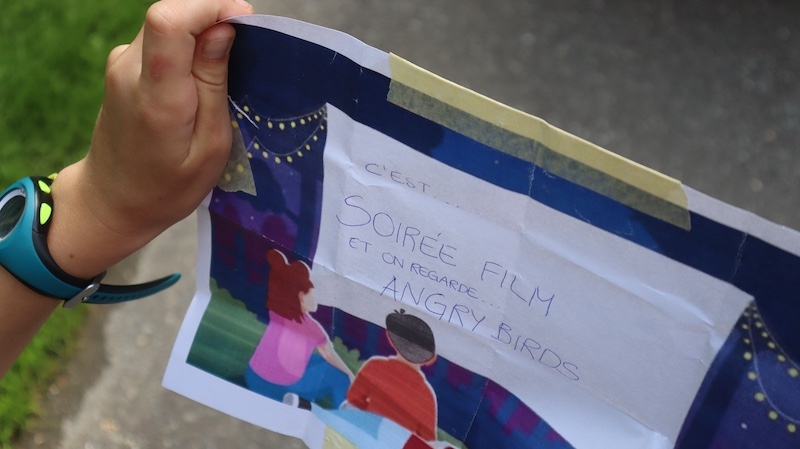 C'EST....
SOIRÉE FILM
ET ON REGARDE...
ANGRY BIRDS